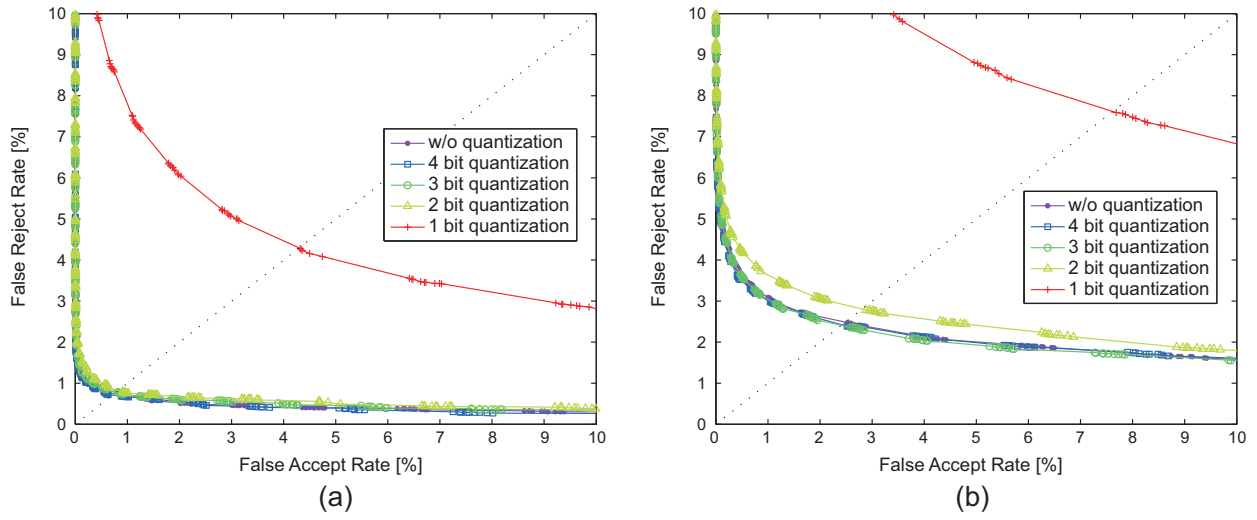 False Reject Rate [%]
10
9
8
7
6
5
4
3
2
1
0
w/o quantization
4 bit quantization
3 bit quantization
2 bit quantization
1 bit quantization
0 1 2 3 4 5 6 7 8 9 10
False Accept Rate [%]
(a)
False Reject Rate [%]
10
9
8
7
6
5
4
3
2
1
0
w/o quantization
4 bit quantization
3 bit quantization
2 bit quantization
1 bit quantization
0 1 2 3 4 5 6 7 8 9 10
False Accept Rate [%]
(b)